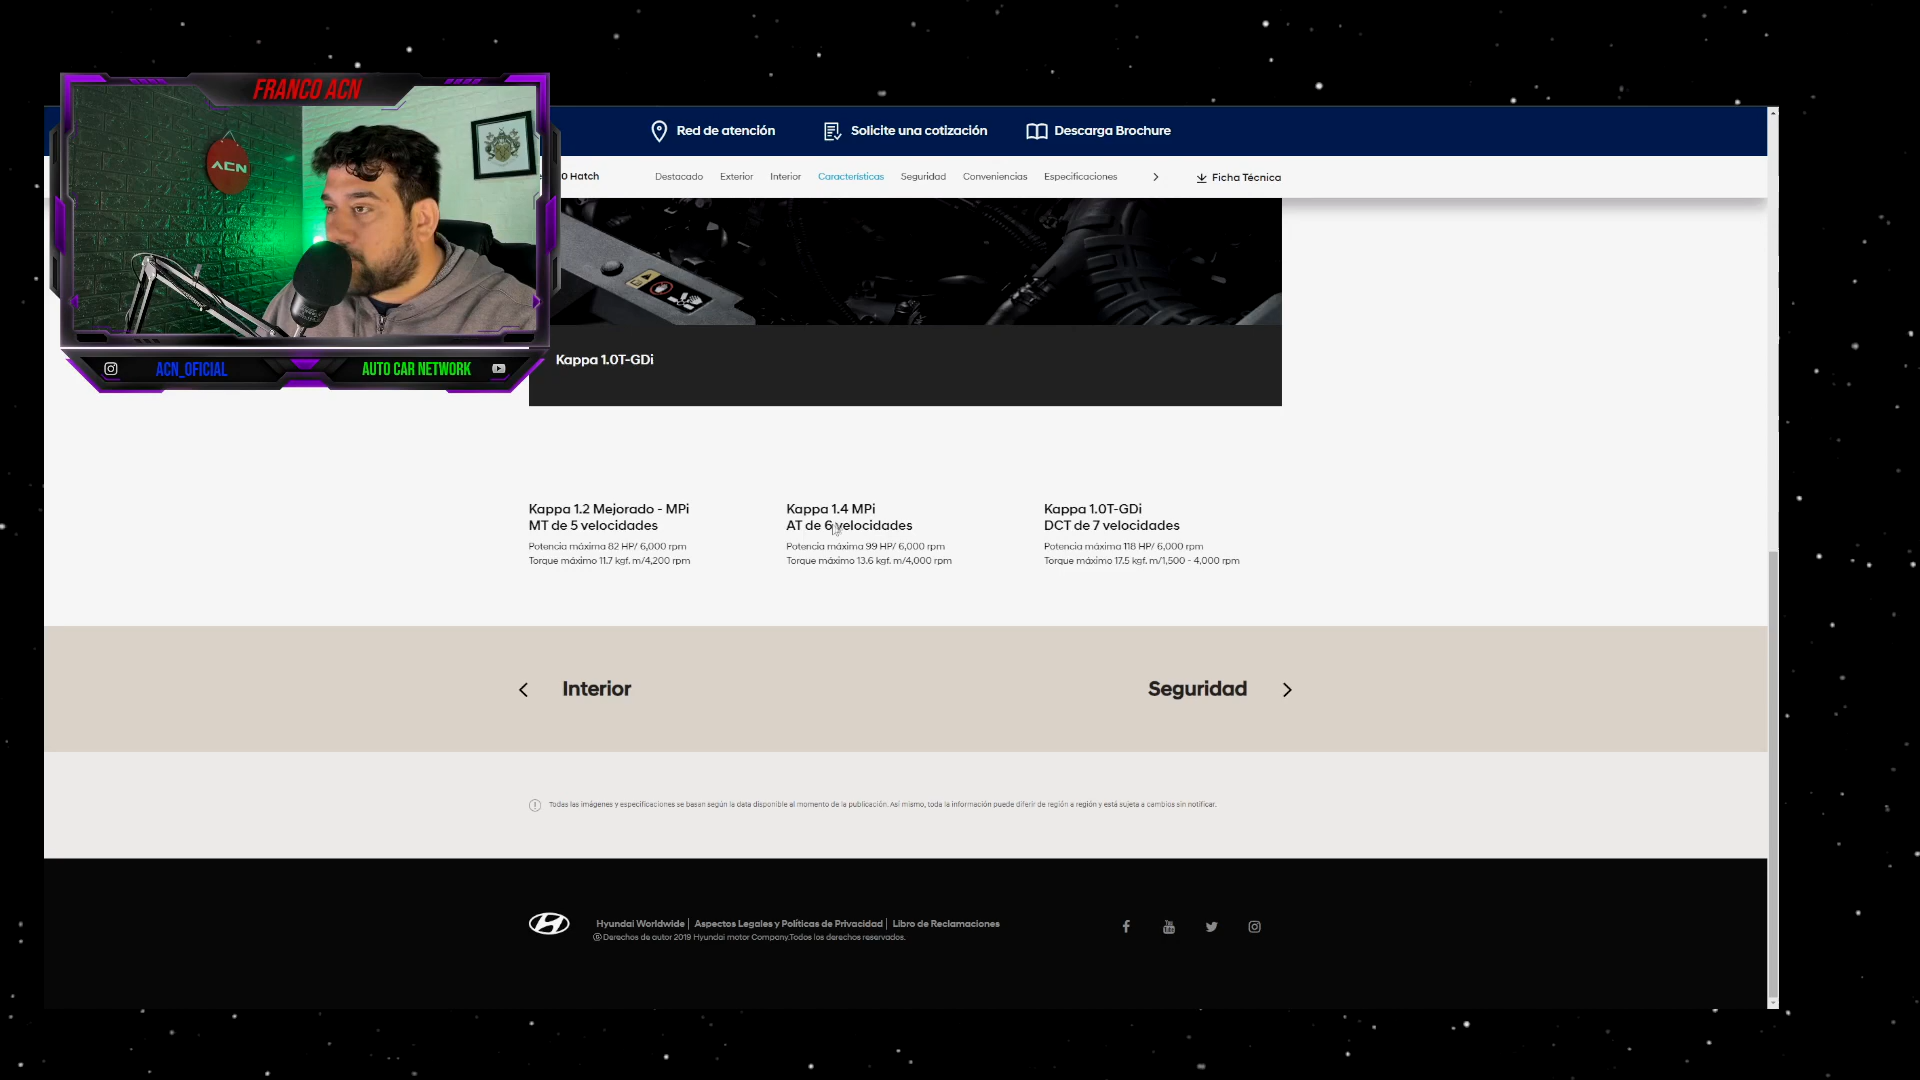 FRANCO ACN
ACN
ACN_OFICIAL
AUTO CAR NETWORK
Red de atención
Solicite una cotización
Descarga Brochure
0 Hatch
Destacado
Exterior
Interior
Características
Seguridad
Conveniencias
Especificaciones
Ficha Técnica
Kappa 1.0T-GDi
Kappa 1.2 Mejorado - MPi
MT de 5 velocidades
Potencia máxima 82 HP/ 6,000 rpm
Torque máximo 11.7 kgf. m/4,200 rpm
Kappa 1.4 MPi
AT de 6 velocidades
Potencia máxima 99 HP/ 6,000 rpm
Torque máximo 13.6 kgf. m/4,000 rpm
Kappa 1.0T-GDi
DCT de 7 velocidades
Potencia máxima 118 HP/ 6,000 rpm
Torque máximo 17.5 kgf. m/1,500 - 4,000 rpm
Interior
Seguridad
Todas las imágenes y especificaciones se basan según la data disponible al momento de la publicación. Así mismo, toda la información puede diferir de región a región y está sujeta a cambios sin notificar.
Hyundai Worldwide | Aspectos Legales y Políticas de Privacidad | Libro de Reclamaciones
© Derechos de autor 2019 Hyundai motor Company.Todos los derechos reservados.